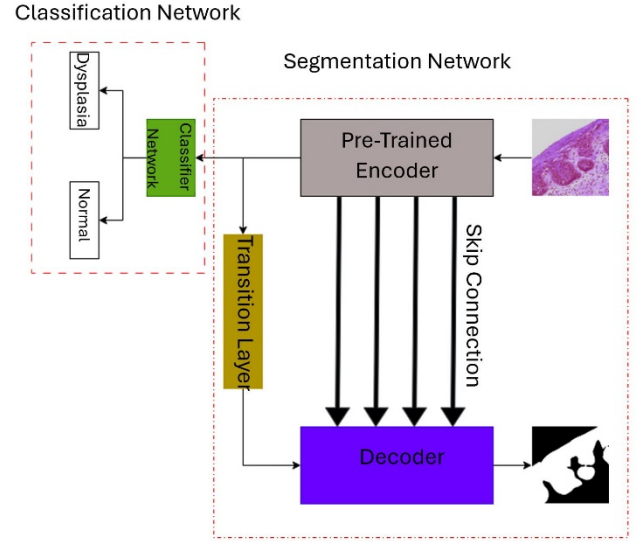 Classification Network
Segmentation Network
Dysplasia
Normal
Classifier
Network
Pre-Trained
Encoder
Transition Layer
Skip Connection
Decoder